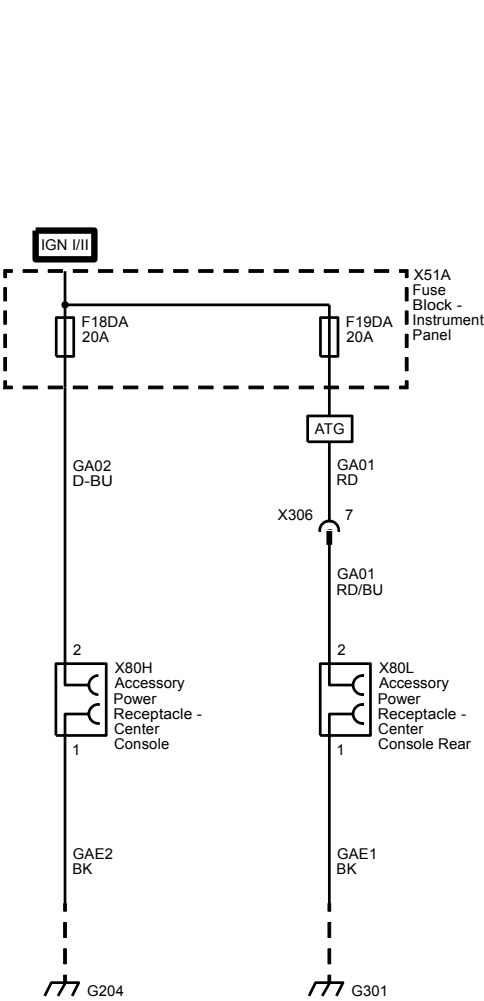 IGN I/II
X51A
Fuse
Block -
Instrument
Panel
F18DA
20A
F19DA
20A
ATG
GA02
D-BU
GA01
RD
X306
7
GA01
RD/BU
2
X80H
Accessory
Power
Receptacle -
Center
Console
1
2
X80L
Accessory
Power
Receptacle -
Center
Console Rear
1
GAE2
BK
GAE1
BK
G204
G301